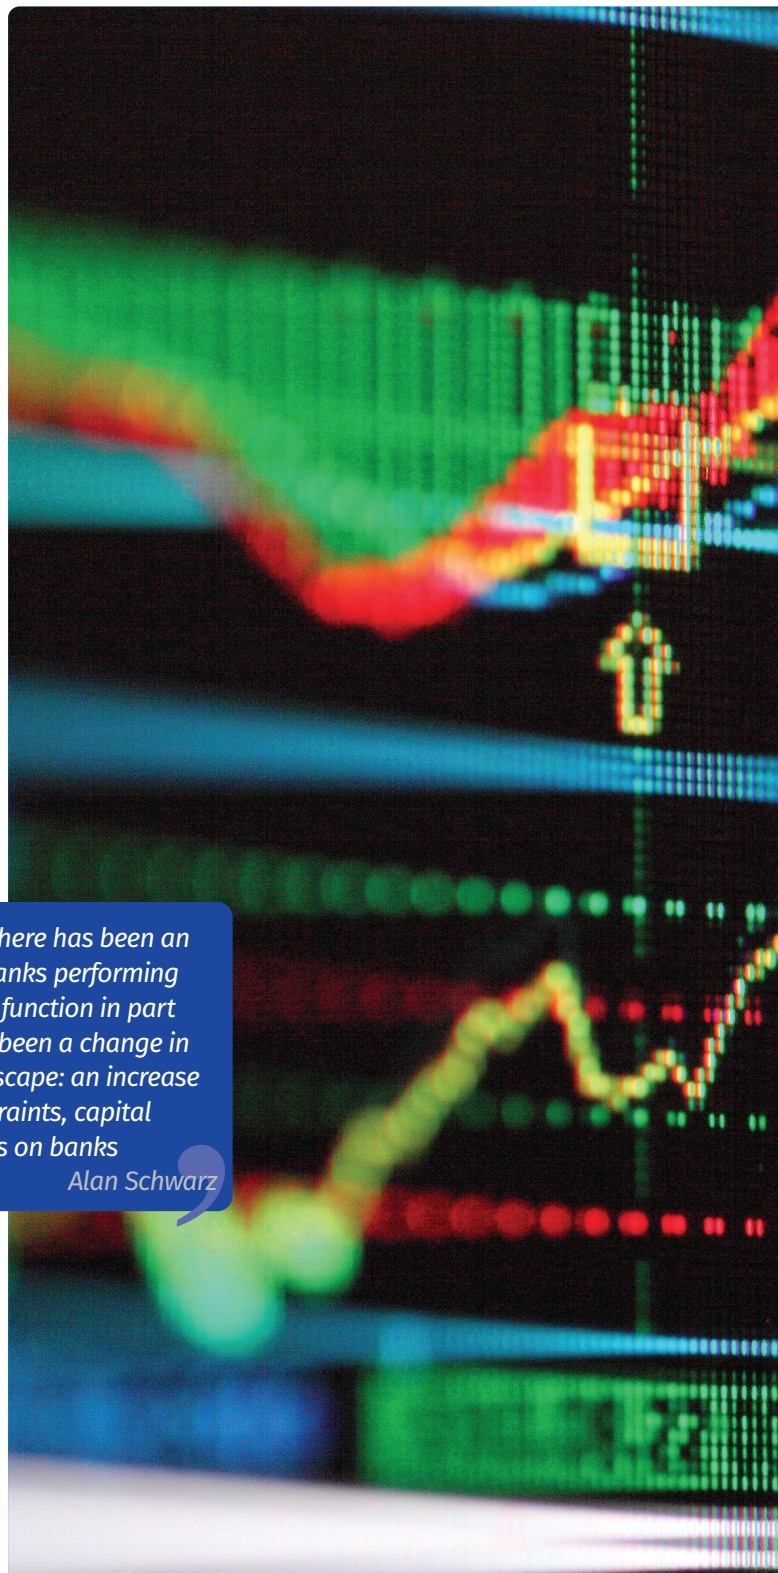 here has been an
anks performing
function in part
been a change in
scape: an increase
raints, capital
s on banks
Alan Schwarz
’